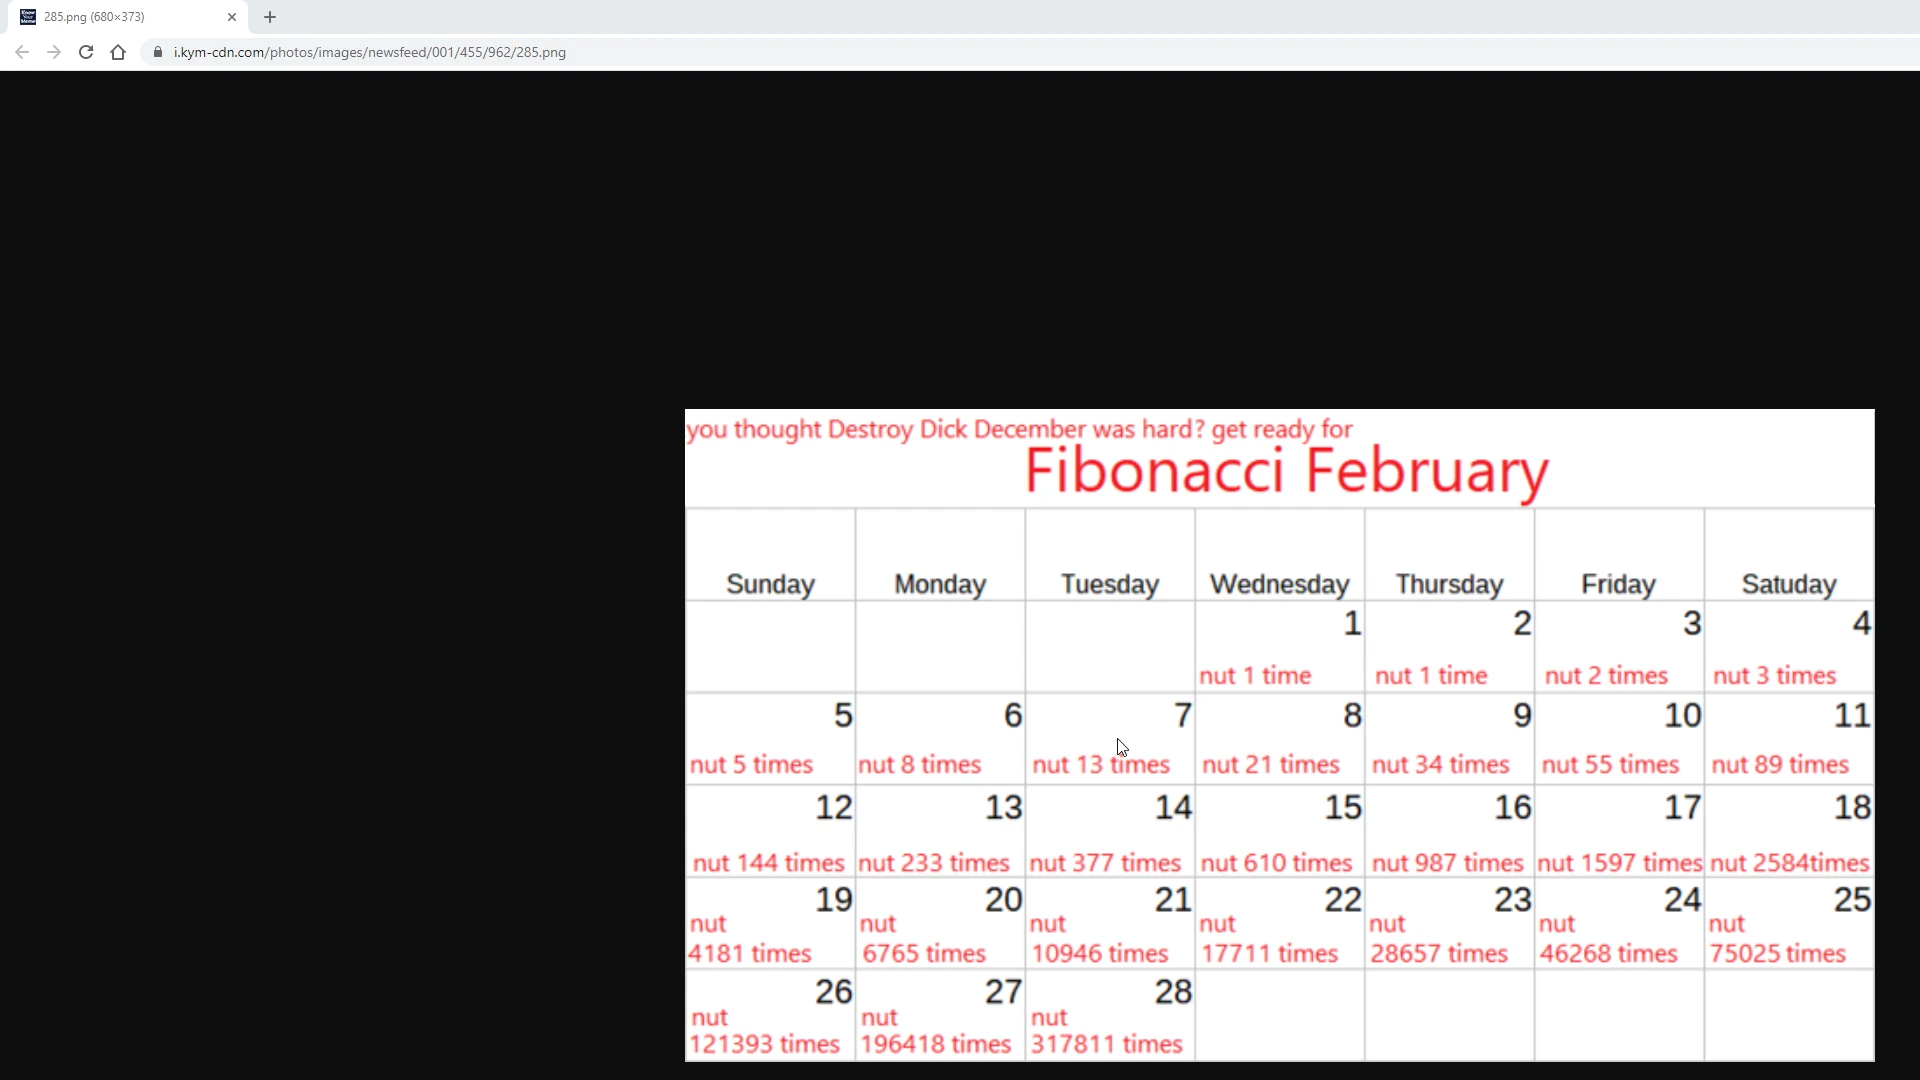 285.png (680×373)
i.kym-cdn.com/photos/images/newsfeed/001/455/962/285.png
you thought Destroy Dick December was hard? get ready for
Fibonacci February
Sunday Monday Tuesday Wednesday Thursday Friday Satuday
1 2 3 4
nut 1 time nut 1 time nut 2 times nut 3 times
5 6 7 8 9 10 11
nut 5 times nut 8 times nut 13 times nut 21 times nut 34 times nut 55 times nut 89 times
12 13 14 15 16 17 18
nut 144 times nut 233 times nut 377 times nut 610 times nut 987 times nut 1597 times nut 2584times
19 20 21 22 23 24 25
nut nut nut nut nut nut nut
4181 times 6765 times 10946 times 17711 times 28657 times 46268 times 75025 times
26 27 28
nut nut nut
121393 times 196418 times 317811 times